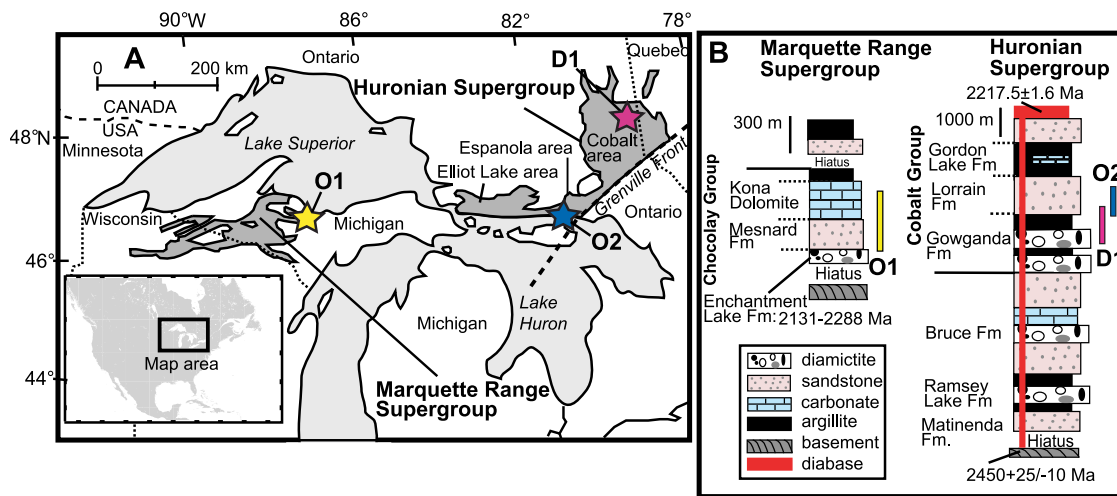 90°W
86°
82
78°
A
0
200 km
CANADA
USA
Minnesota
48°N
46°
44°
Ontario
Quebec
D1
Huronian Supergroup
Cobalt
area
Lake Superior
Espanola area
Elliot Lake area
Grenville Front
Ontario
O1
Wisconsin
Michigan
O2
Lake
Huron
Michigan
Map area
Marquette Range
Supergroup
B
Marquette Range
Supergroup
300 m
Hiatus
Chocolay Group
Kona
Dolomite
Mesnard
Fm
O1
Hiatus
Enchantment
Lake Fm:
2131-2288 Ma
diamictite
sandstone
carbonate
argillite
basement
diabase
Huronian
Supergroup
2217.5±1.6 Ma
1000 m
Cobalt Group
Gordon
Lake Fm
O2
Lorrain
Fm
Gowganda
Fm
D1
Bruce Fm
Ramsey
Lake Fm
Matinenda
Fm.
Hiatus
2450+25/-10 Ma